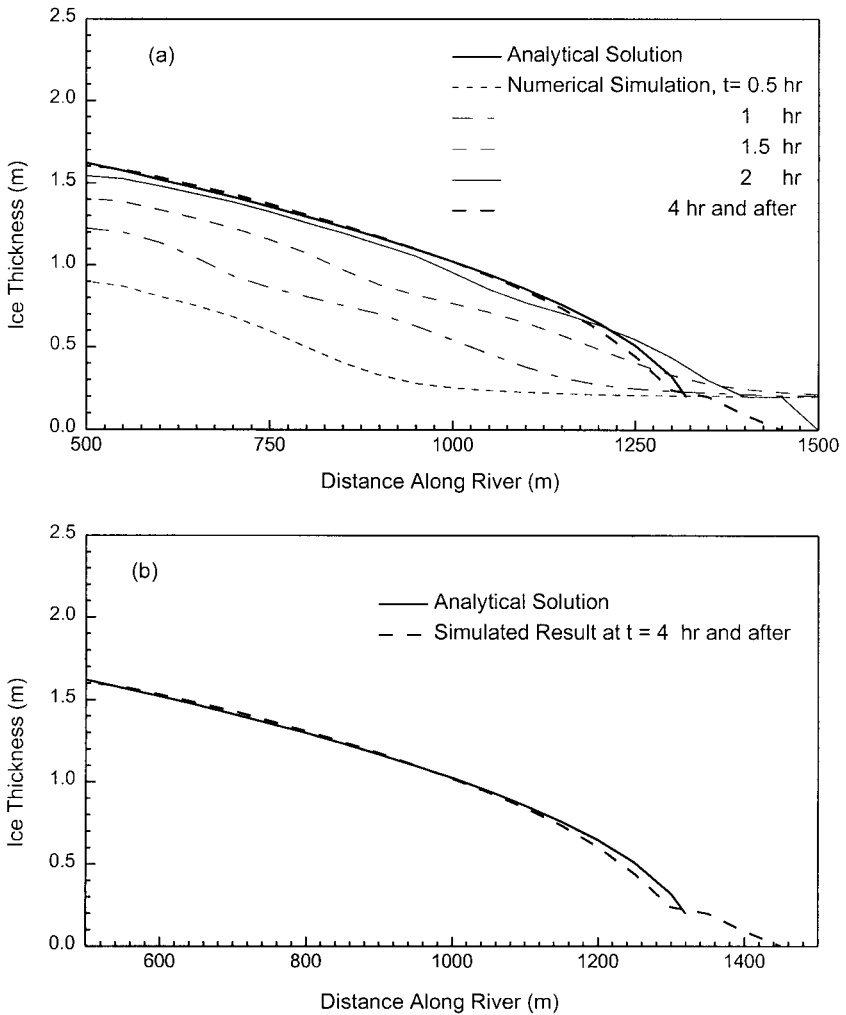 2.5
(a)
Analytical Solution
Numerical Simulation, t= 0.5 hr
1 hr
1.5 hr
2 hr
4 hr and after
2.0
1.5
1.0
0.5
0.0
Ice Thickness (m)
500 750 1000 1250 1500
Distance Along River (m)
2.5
(b)
Analytical Solution
Simulated Result at t = 4 hr and after
2.0
1.5
1.0
0.5
0.0
Ice Thickness (m)
600 800 1000 1200 1400
Distance Along River (m)